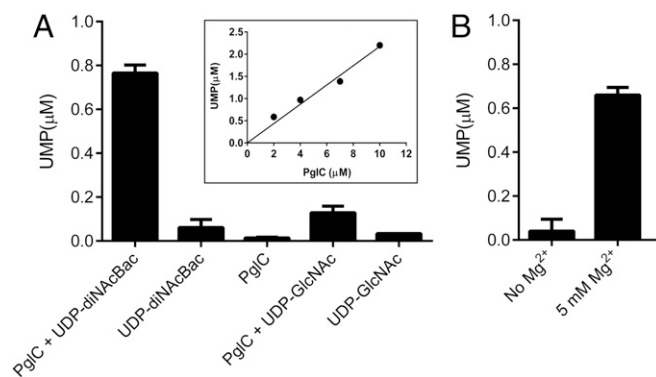 A
UMP(μM)
1.0
0.8
0.6
0.4
0.2
0.0
PglC + UDP-diNAcBac
UDP-diNAcBac
PglC
PglC + UDP-GlcNAc
UDP-GlcNAc
UMP(μM)
2.5
2.0
1.5
1.0
0.5
0.0
0 2 4 6 8 10 12
PglC (μM)
B
UMP(μM)
1.0
0.8
0.6
0.4
0.2
0.0
No Mg²⁺
5 mM Mg²⁺